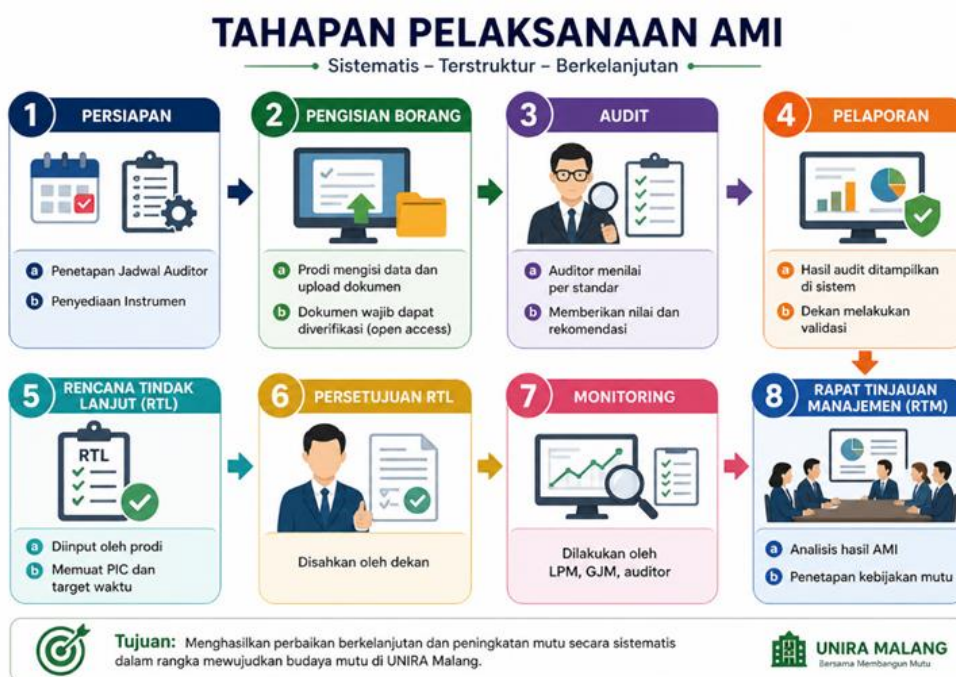 TAHAPAN PELAKSANAAN AMI
Sistematis – Terstruktur – Berkelanjutan
1 PERSIAPAN
a Penetapan Jadwal Auditor
b Penyediaan Instrumen
2 PENGISIAN BORANG
a Prodi mengisi data dan
upload dokumen
b Dokumen wajib dapat
diverifikasi (open access)
3 AUDIT
a Auditor menilai
per standar
b Memberikan nilai dan
rekomendasi
4 PELAPORAN
a Hasil audit ditampilkan
di sistem
b Dekan melakukan
validasi
5 RENCANA TINDAK
LANJUT (RTL)
RTL
a Diinput oleh prodi
b Memuat PIC dan
target waktu
6 PERSETUJUAN RTL
Disahkan oleh dekan
7 MONITORING
Dilakukan oleh
LPM, GJM, auditor
8 RAPAT TINJAUAN
MANAJEMEN (RTM)
a Analisis hasil AMI
b Penetapan kebijakan mutu
Tujuan: Menghasilkan perbaikan berkelanjutan dan peningkatan mutu secara sistematis
dalam rangka mewujudkan budaya mutu di UNIRA Malang.
UNIRA MALANG
Bersama Membangun Mutu